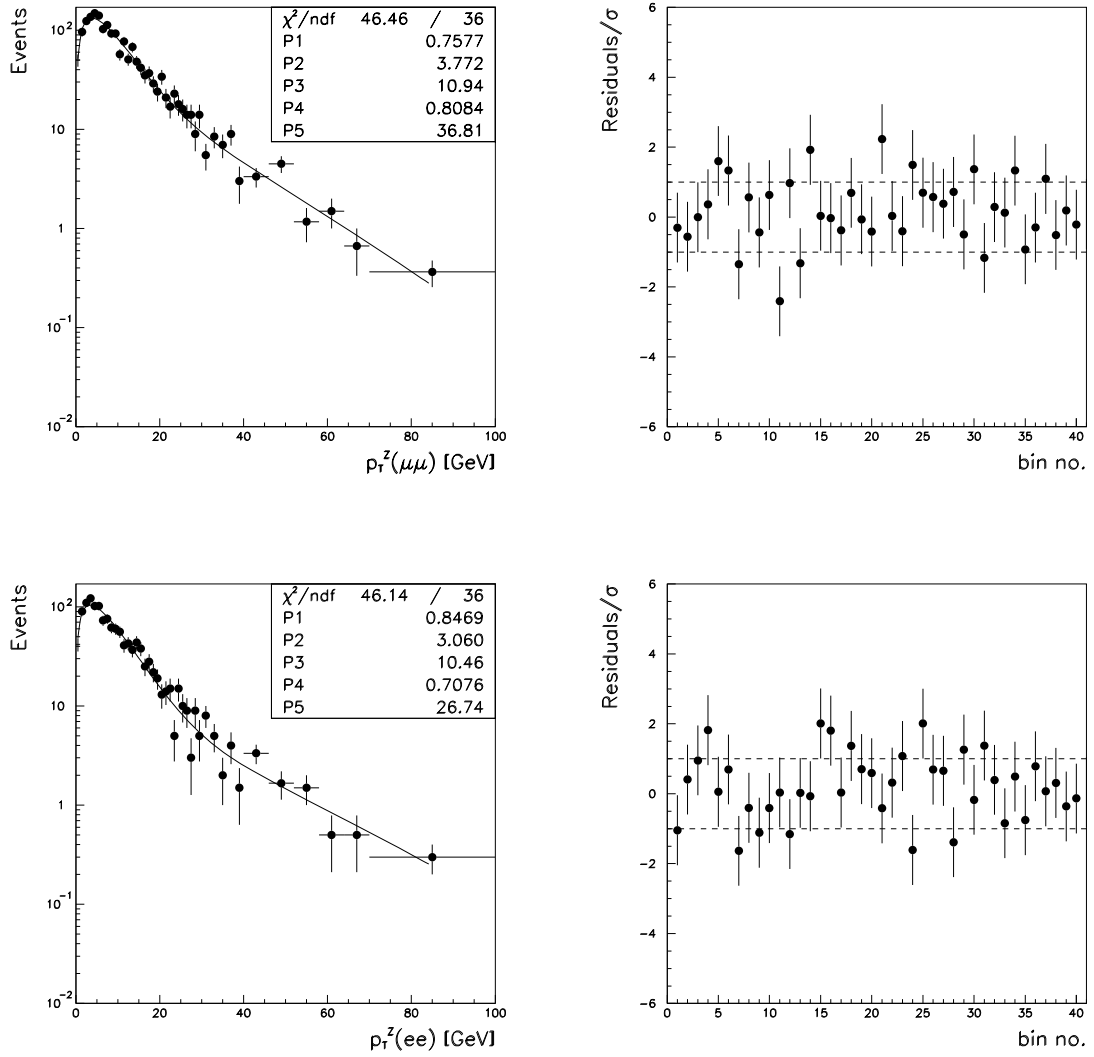 Events
10²
10
1
10⁻¹
10⁻²
0 20 40 60 80 100
p_T^Z(μμ) [GeV]
χ²/ndf 46.46 / 36
P1 0.7577
P2 3.772
P3 10.94
P4 0.8084
P5 36.81
Residuals/σ
6
4
2
0
-2
-4
-6
0 5 10 15 20 25 30 35 40
bin no.
Events
10²
10
1
10⁻¹
10⁻²
0 20 40 60 80 100
p_T^Z(ee) [GeV]
χ²/ndf 46.14 / 36
P1 0.8469
P2 3.060
P3 10.46
P4 0.7076
P5 26.74
Residuals/σ
6
4
2
0
-2
-4
-6
0 5 10 15 20 25 30 35 40
bin no.